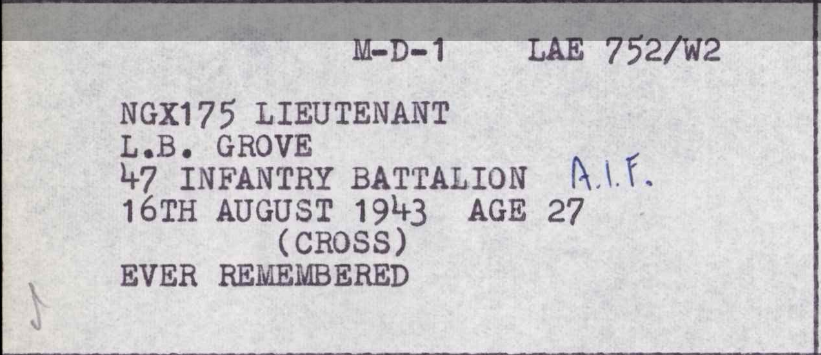 M-D-1 LAE 752/W2
NGX175 LIEUTENANT
L.B. GROVE
47 INFANTRY BATTALION A.I.F.
16TH AUGUST 1943 AGE 27
(CROSS)
EVER REMEMBERED